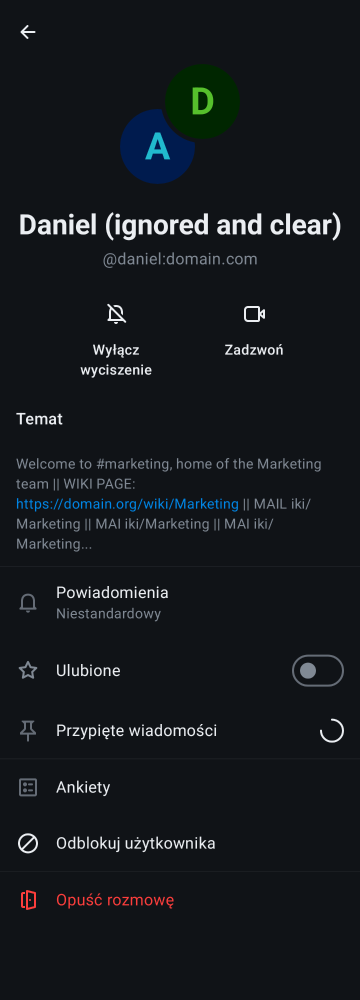 D
A
Daniel (ignored and clear)
@daniel:domain.com
Wyłącz
wyciszenie
Zadzwoń
Temat
Welcome to #marketing, home of the Marketing
team || WIKI PAGE:
https://domain.org/wiki/Marketing || MAIL iki/
Marketing || MAI iki/Marketing || MAI iki/
Marketing...
Powiadomienia
Niestandardowy
Ulubione
Przypięte wiadomości
Ankiety
Odblokuj użytkownika
Opuść rozmowę